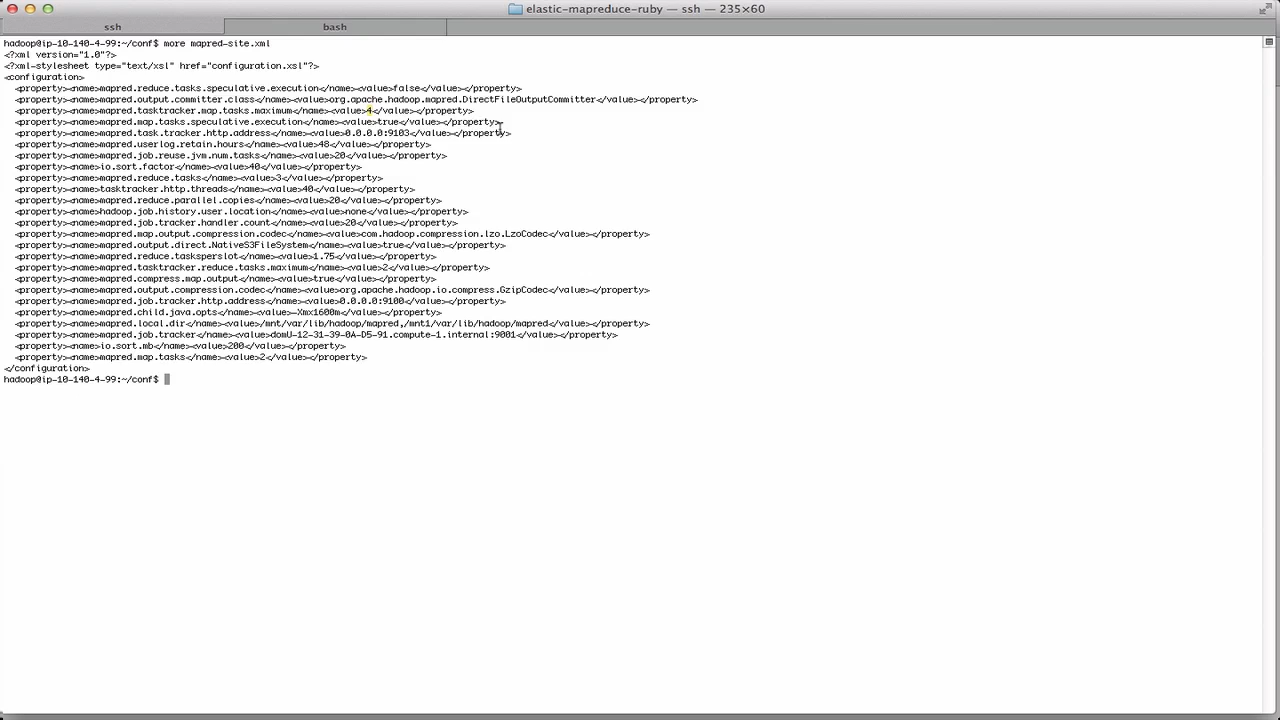 elastic-mapreduce-ruby — ssh — 235×60
ssh bash
hadoop@ip-10-140-4-99:~/conf$ more mapred-site.xml
<?xml version="1.0"?>
<?xml-stylesheet type="text/xsl" href="configuration.xsl"?>
<configuration>
<property><name>mapred.reduce.tasks.speculative.execution</name><value>false</value></property>
<property><name>mapred.output.committer.class</name><value>org.apache.hadoop.mapred.DirectFileOutputCommitter</value></property>
<property><name>mapred.tasktracker.map.tasks.maximum</name><value>4</value></property>
<property><name>mapred.map.tasks.speculative.execution</name><value>true</value></property>
<property><name>mapred.task.tracker.http.address</name><value>0.0.0.0:9103</value></property>
<property><name>mapred.userlog.retain.hours</name><value>48</value></property>
<property><name>mapred.job.reuse.jvm.num.tasks</name><value>20</value></property>
<property><name>io.sort.factor</name><value>40</value></property>
<property><name>mapred.reduce.tasks</name><value>3</value></property>
<property><name>tasktracker.http.threads</name><value>40</value></property>
<property><name>mapred.reduce.parallel.copies</name><value>20</value></property>
<property><name>hadoop.job.history.user.location</name><value>none</value></property>
<property><name>mapred.job.tracker.handler.count</name><value>20</value></property>
<property><name>mapred.map.output.compression.codec</name><value>com.hadoop.compression.lzo.LzoCodec</value></property>
<property><name>mapred.output.direct.NativeS3FileSystem</name><value>true</value></property>
<property><name>mapred.reduce.tasksperslot</name><value>1.75</value></property>
<property><name>mapred.tasktracker.reduce.tasks.maximum</name><value>2</value></property>
<property><name>mapred.compress.map.output</name><value>true</value></property>
<property><name>mapred.output.compression.codec</name><value>org.apache.hadoop.io.compress.GzipCodec</value></property>
<property><name>mapred.job.tracker.http.address</name><value>0.0.0.0:9100</value></property>
<property><name>mapred.child.java.opts</name><value>-Xmx1600m</value></property>
<property><name>mapred.local.dir</name><value>/mnt/var/lib/hadoop/mapred,/mnt1/var/lib/hadoop/mapred</value></property>
<property><name>mapred.job.tracker</name><value>domU-12-31-39-0A-D5-91.compute-1.internal:9001</value></property>
<property><name>io.sort.mb</name><value>200</value></property>
<property><name>mapred.map.tasks</name><value>2</value></property>
</configuration>
hadoop@ip-10-140-4-99:~/conf$